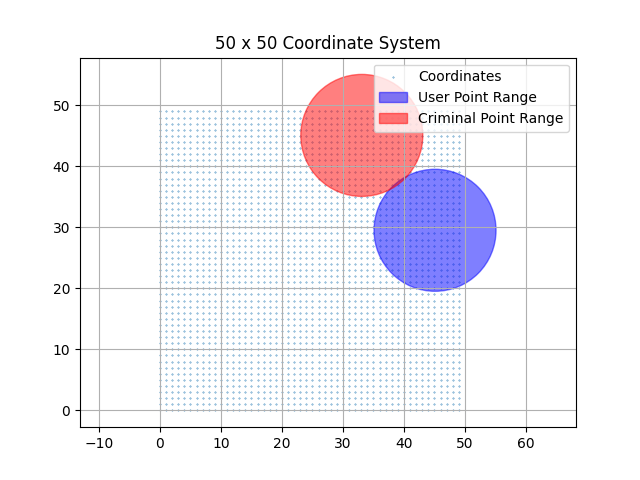 50 x 50 Coordinate System
Coordinates
User Point Range
Criminal Point Range
50
40
30
20
10
0
−10 0 10 20 30 40 50 60